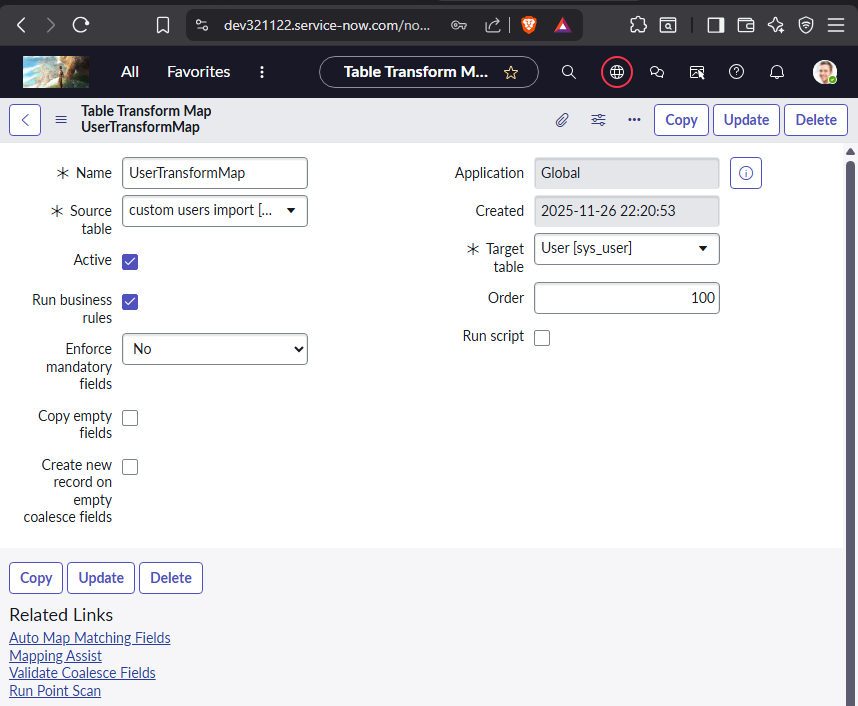 dev321122.service-now.com/no...
All
Favorites
Table Transform M...
Table Transform Map
UserTransformMap
Copy
Update
Delete
Name
UserTransformMap
Source table
custom users import [...
Active
Run business rules
Enforce mandatory fields
No
Copy empty fields
Create new record on empty coalesce fields
Application
Global
Created
2025-11-26 22:20:53
Target table
User [sys_user]
Order
100
Run script
Copy
Update
Delete
Related Links
Auto Map Matching Fields
Mapping Assist
Validate Coalesce Fields
Run Point Scan